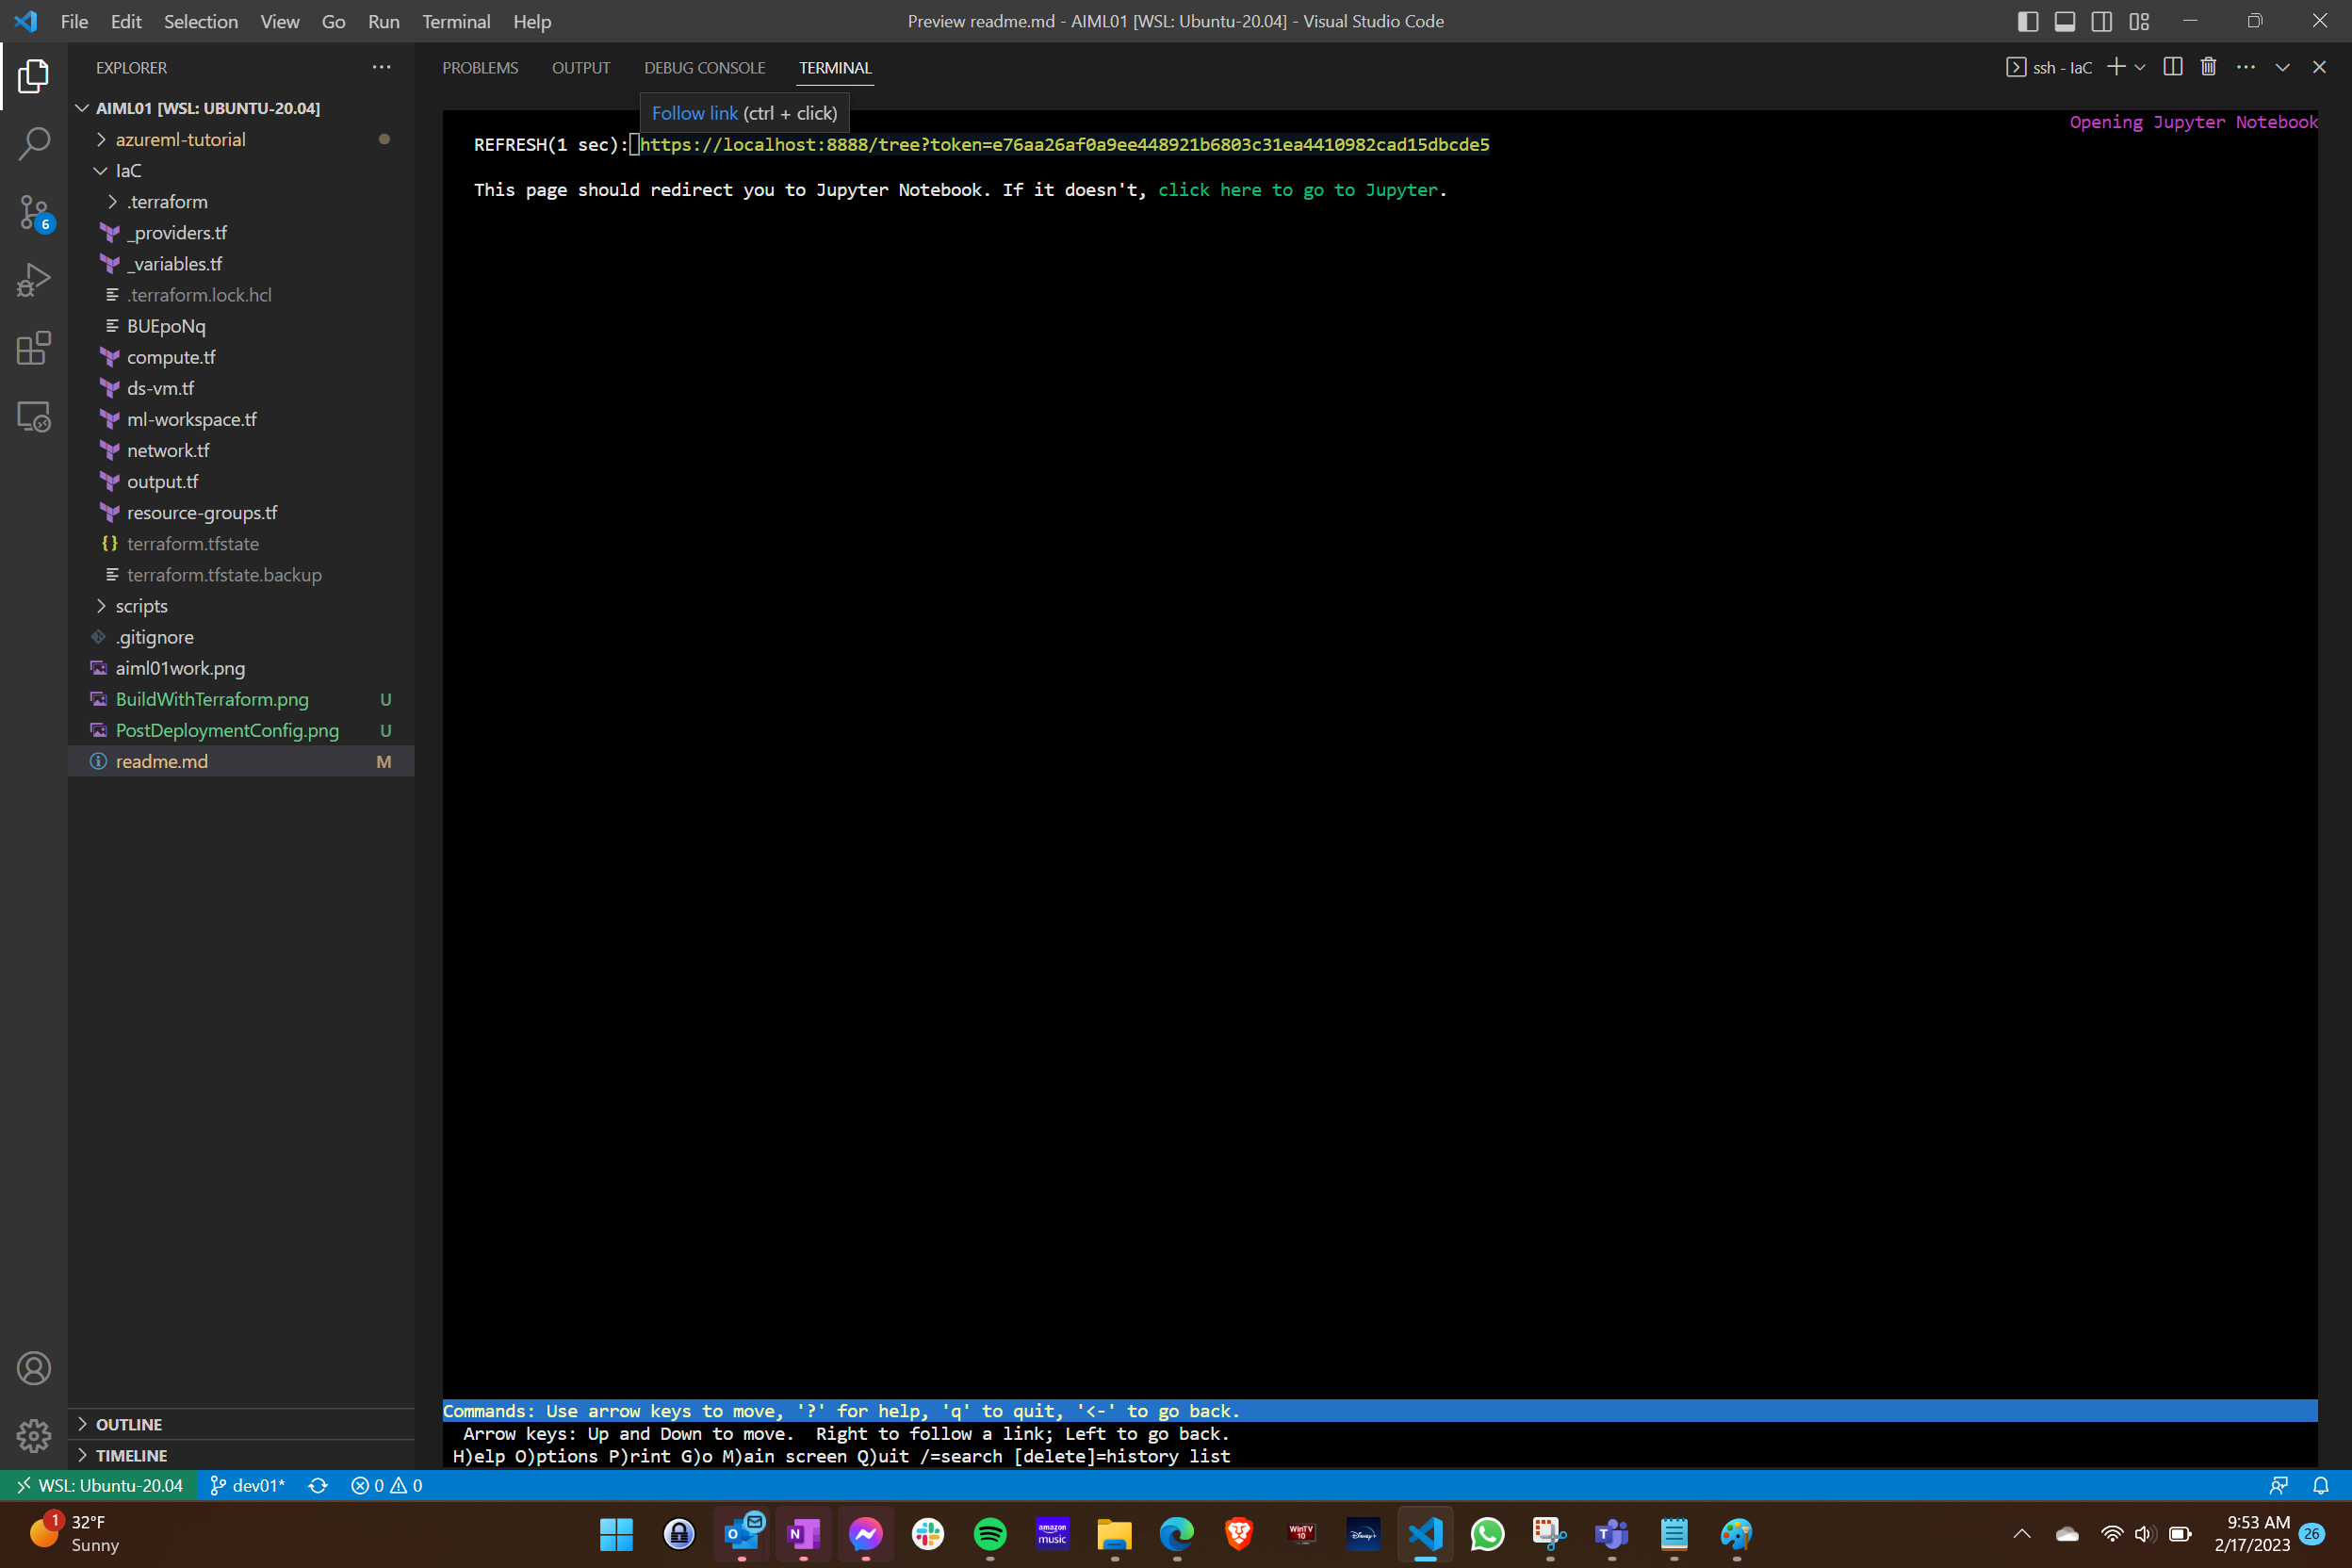 File Edit Selection View Go Run Terminal Help
Preview readme.md - AIML01 [WSL: Ubuntu-20.04] - Visual Studio Code
EXPLORER
AIML01 [WSL: UBUNTU-20.04]
azureml-tutorial
IaC
.terraform
_providers.tf
_variables.tf
.terraform.lock.hcl
BUEpoNq
compute.tf
ds-vm.tf
ml-workspace.tf
network.tf
output.tf
resource-groups.tf
{} terraform.tfstate
terraform.tfstate.backup
scripts
.gitignore
aiml01work.png
BuildWithTerraform.png U
PostDeploymentConfig.png U
readme.md M
OUTLINE
TIMELINE
6
PROBLEMS OUTPUT DEBUG CONSOLE TERMINAL
ssh - IaC
Follow link (ctrl + click)
Opening Jupyter Notebook
REFRESH(1 sec): https://localhost:8888/tree?token=e76aa26af0a9ee448921b6803c31ea4410982cad15dbcde5
This page should redirect you to Jupyter Notebook. If it doesn't, click here to go to Jupyter.
Commands: Use arrow keys to move, '?' for help, 'q' to quit, '<-' to go back.
Arrow keys: Up and Down to move.  Right to follow a link; Left to go back.
H)elp O)ptions P)rint G)o M)ain screen Q)uit /=search [delete]=history list
WSL: Ubuntu-20.04 dev01* 0 0
1
32°F
Sunny
O
N
amazon music
WinTV 10
Disney+
T
9:53 AM
2/17/2023
26